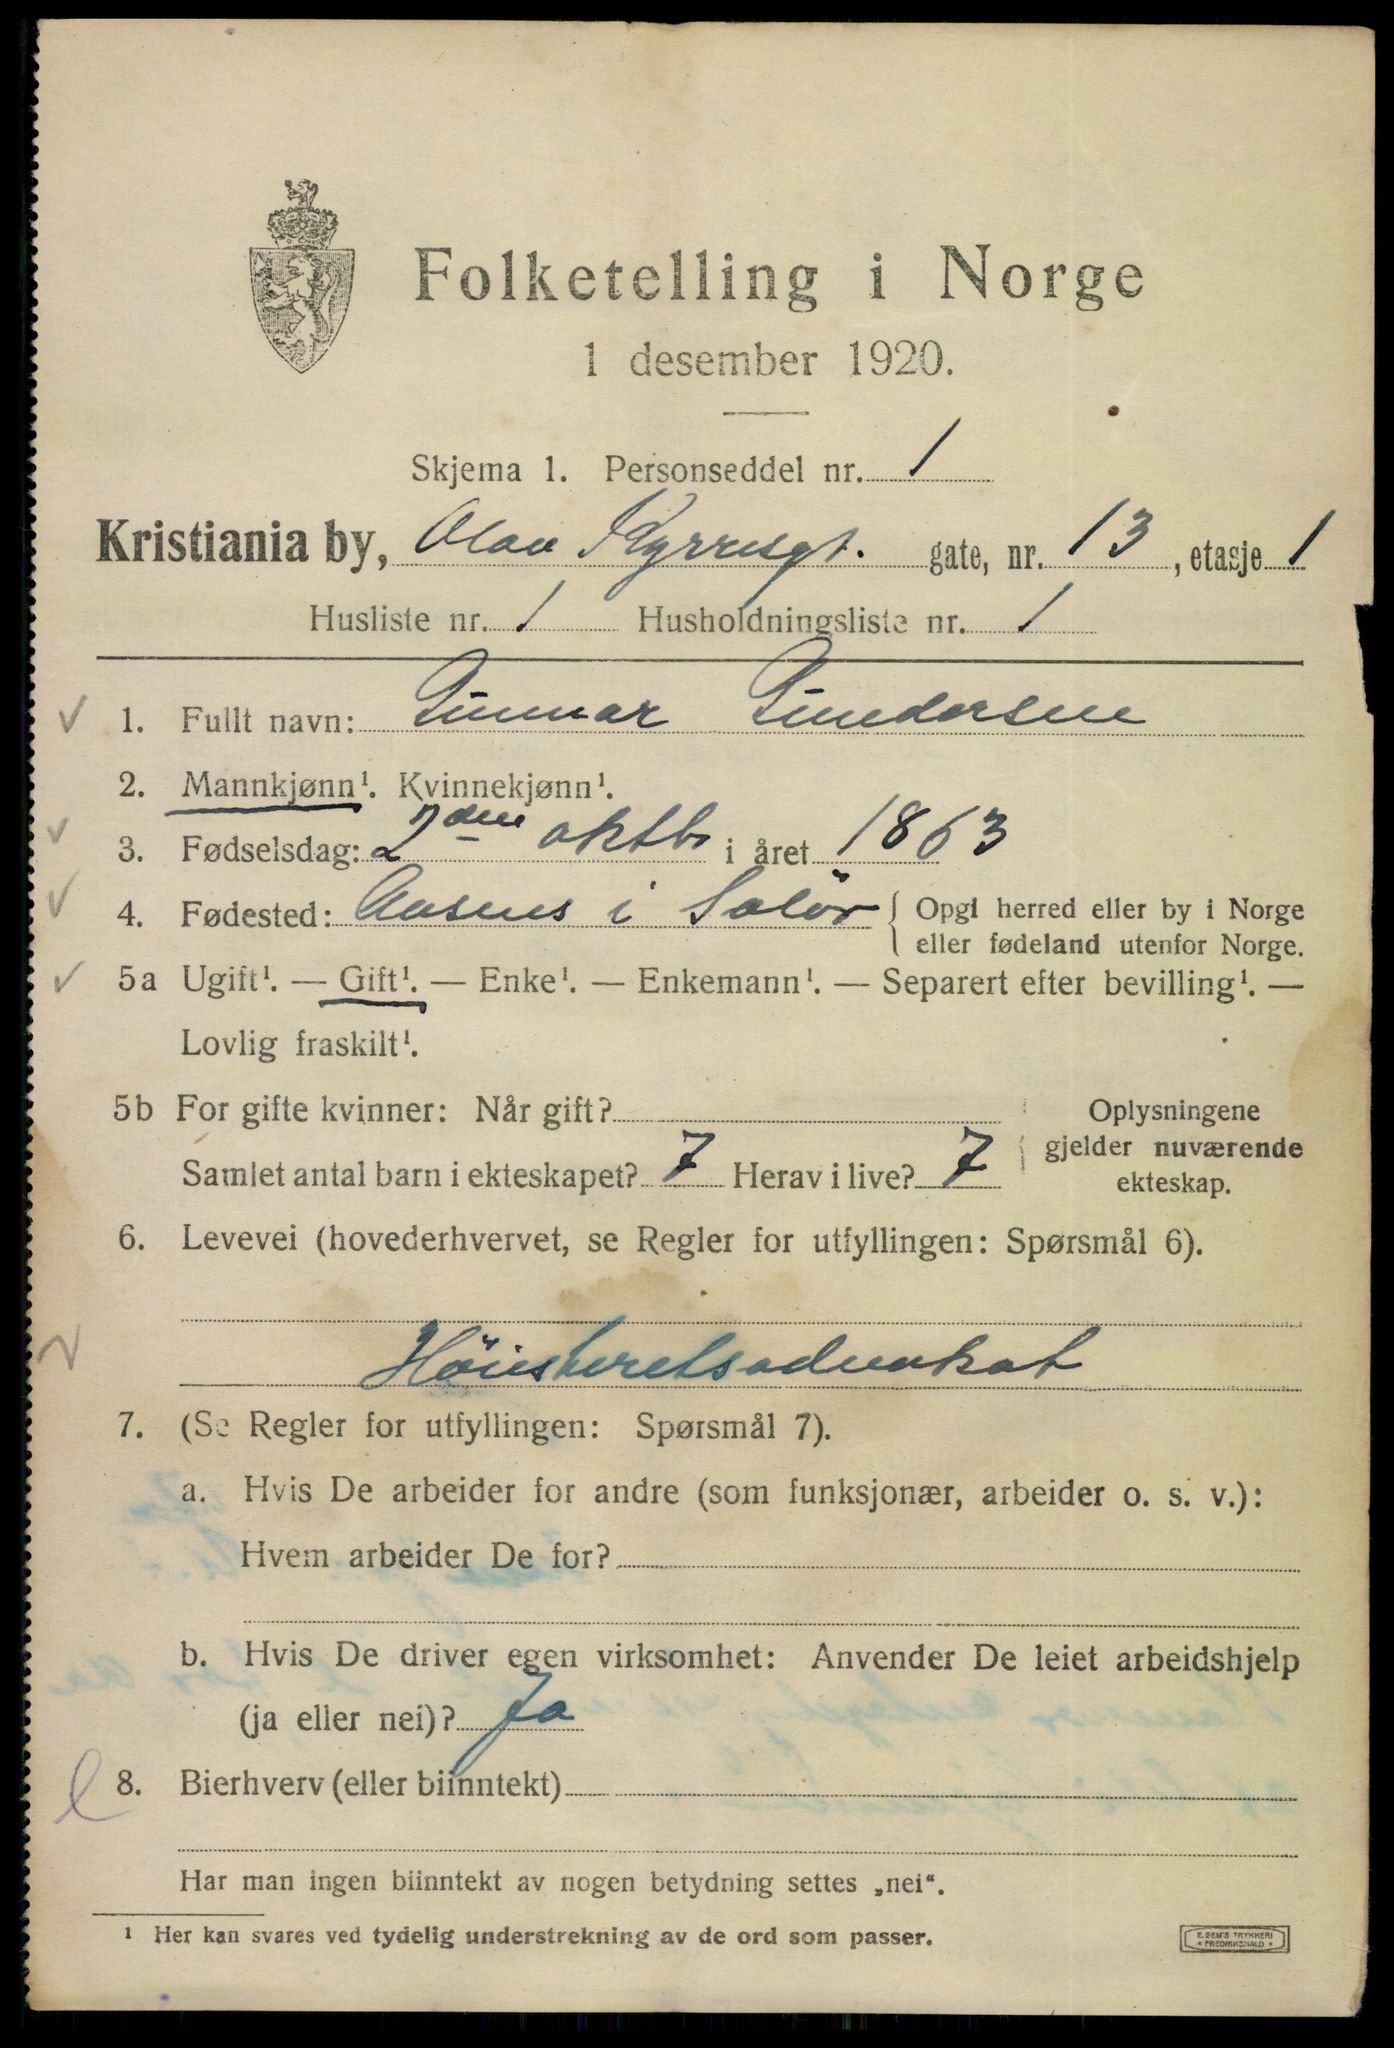 Folketelling i Norge
1 desember 1920.
Skjema 1. Personseddel nr. 1
Kristiania by, Olav Kyrresgt. gate, nr. 13, etasje 1
Husliste nr. 1 Husholdningsliste nr. 1
1. Fullt navn: Gunnar Gundersen
2. Mannkjønn¹. Kvinnekjønn¹.
3. Fødselsdag: 2den oktbr i året 1863
4. Fødested: Aasnes i Solör { Opgi herred eller by i Norge
eller fødeland utenfor Norge.
5a Ugift¹. — Gift¹. — Enke¹. — Enkemann¹. — Separert efter bevilling¹. —
Lovlig fraskilt¹.
5b For gifte kvinner: Når gift?
Samlet antal barn i ekteskapet? 7 Herav i live? 7
Oplysningene
gjelder nuværende
ekteskap.
6. Levevei (hovederhvervet, se Regler for utfyllingen: Spørsmål 6).
Höiesteretsadvokat
7. (Se Regler for utfyllingen: Spørsmål 7).
a. Hvis De arbeider for andre (som funksjonær, arbeider o. s. v.):
Hvem arbeider De for?
b. Hvis De driver egen virksomhet: Anvender De leiet arbeidshjelp
(ja eller nei)? Ja
8. Bierhverv (eller biinntekt)
Har man ingen biinntekt av nogen betydning settes „nei“.
¹ Her kan svares ved tydelig understrekning av de ord som passer.
E. SEM'S TRYKKERI
* FREDRIKSHALD *